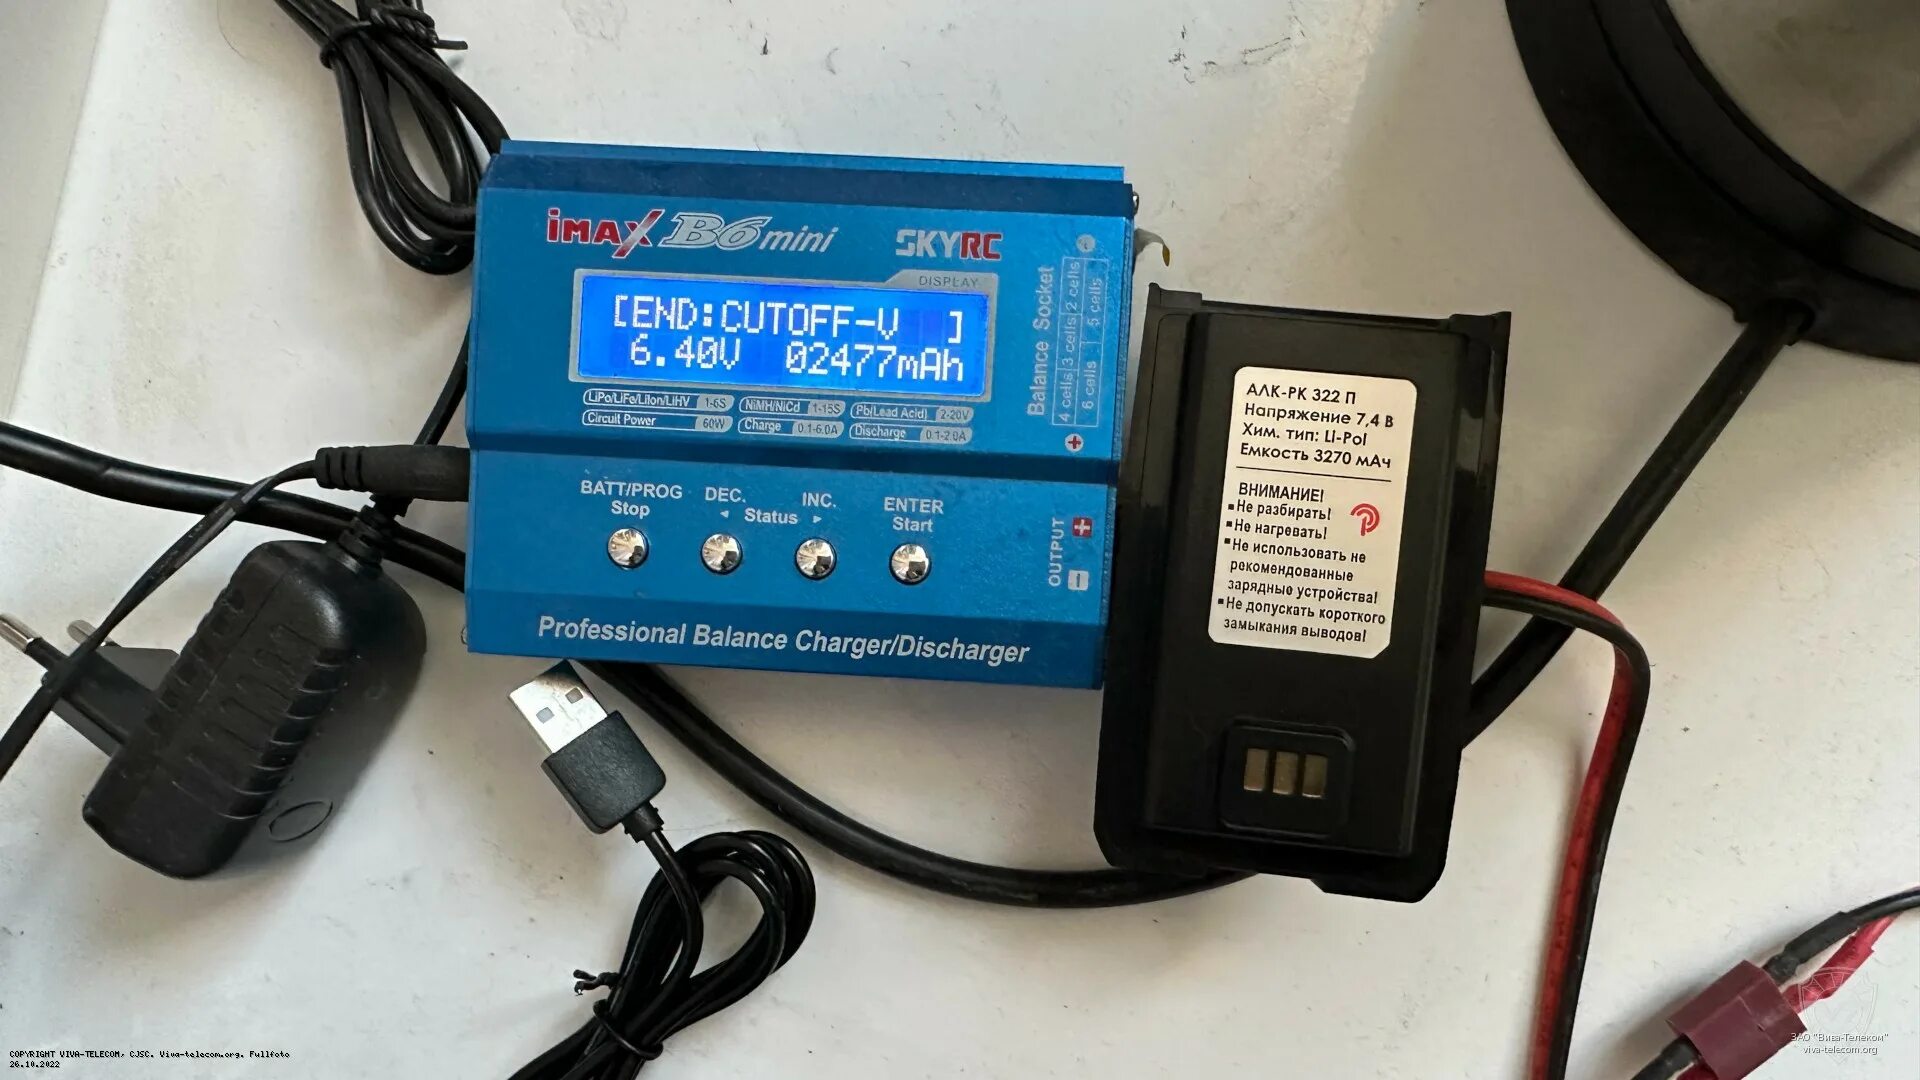 iMAX B6 mini
SKYRC
DISPLAY
[END:CUTOFF-V ]
6.40V 02477mAh
LiPo/LiFe/LiIon/LiHV 1-6S
NiMH/NiCd 1-15S
Pb(Lead Acid) 2-20V
Circuit Power 60W
Charge 0.1-6.0A
Discharge 0.1-2.0A
BATT/PROG
Stop
DEC.
INC.
◄ Status ►
ENTER
Start
Professional Balance Charger/Discharger
Balance Socket
4 cells 3 cells 2 cells
6 cells 5 cells
OUTPUT
АЛК-РК 322 П
Напряжение 7,4 В
Хим. тип: LI-Pol
Емкость 3270 мАч
ВНИМАНИЕ!
▪Не разбирать!
▪Не нагревать!
▪Не использовать не
рекомендованные
зарядные устройства!
▪Не допускать короткого
замыкания выводов!
COPYRIGHT VIVA-TELECOM, CJSC. Viva-telecom.org. Fullfoto
26.10.2022
ЗАО "Вива-Телеком"
viva-telecom.org